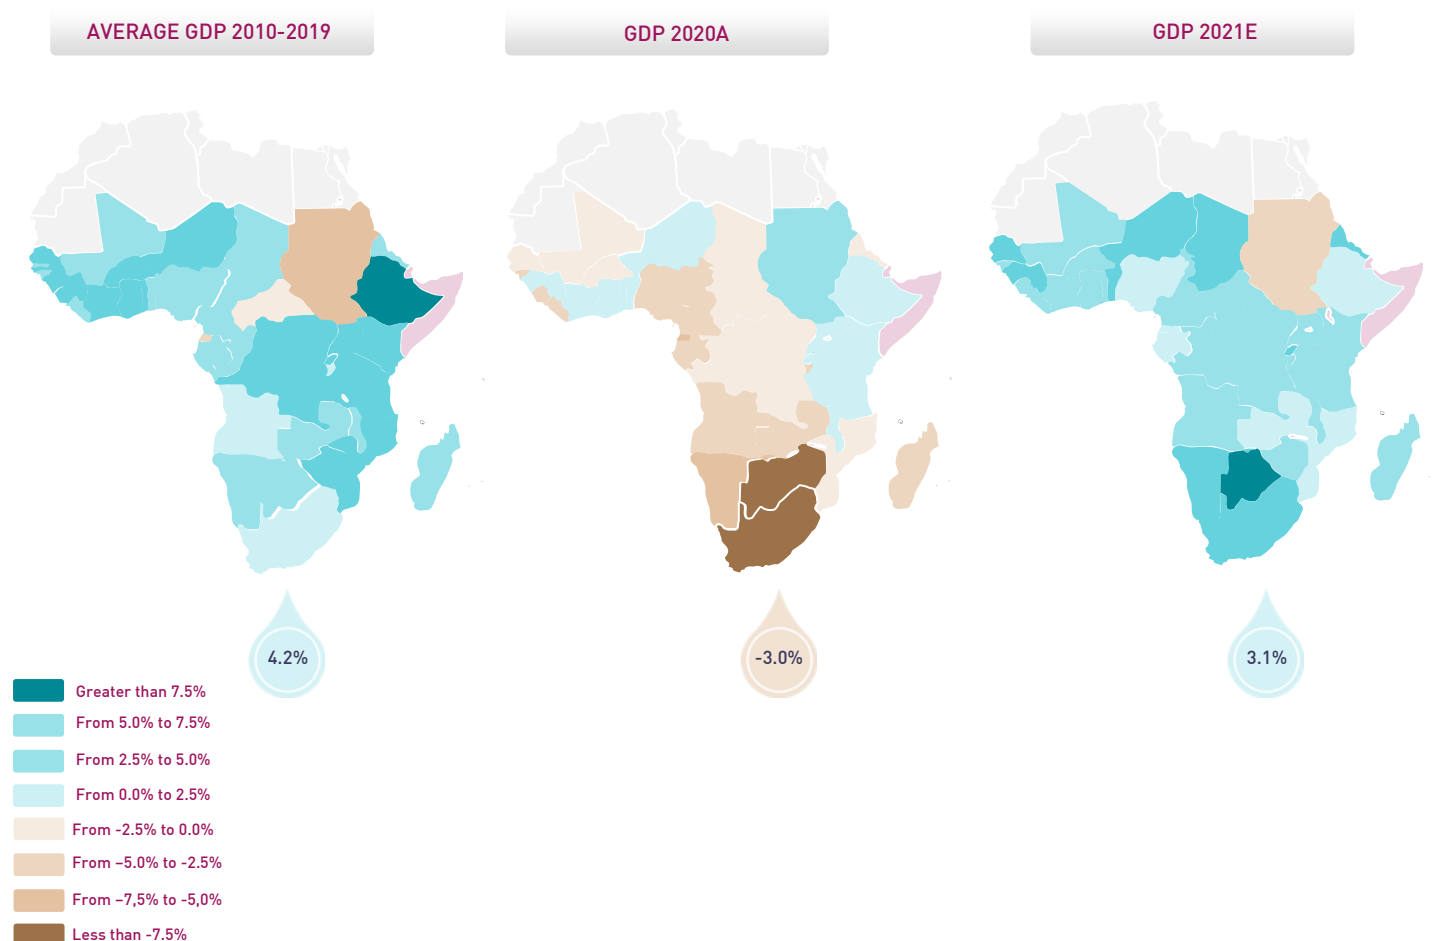 AVERAGE GDP 2010-2019
GDP 2020A
GDP 2021E
4.2%
-3.0%
3.1%
Greater than 7.5%
From 5.0% to 7.5%
From 2.5% to 5.0%
From 0.0% to 2.5%
From -2.5% to 0.0%
From –5.0% to -2.5%
From –7,5% to -5,0%
Less than -7.5%